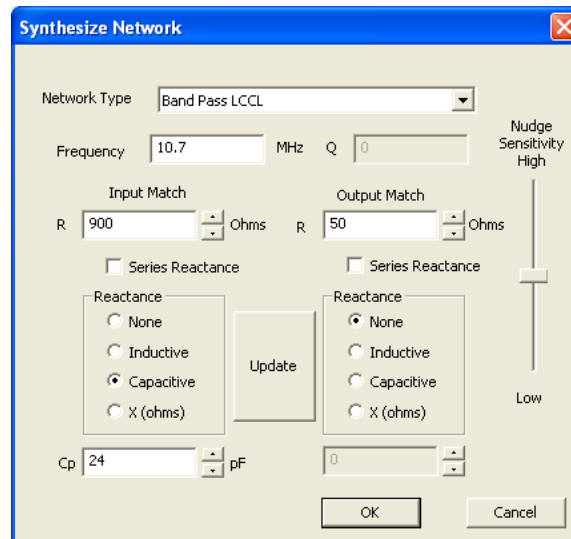 Synthesize Network
Network Type Band Pass LCCL
Frequency 10.7 MHz Q 0
Nudge
Sensitivity
High
Input Match Output Match
R 900 Ohms R 50 Ohms
Series Reactance Series Reactance
Reactance Reactance
None None
Inductive Inductive
Update
Capacitive Capacitive
X (ohms) X (ohms)
Low
Cp 24 pF 0
OK Cancel